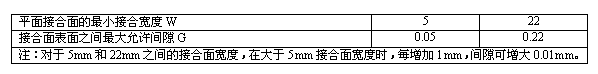 平面接合面的最小接合宽度 W 5 22
接合面表面之间最大允许间隙 G 0.05 0.22
注：对于5mm和22mm之间的接合面宽度，在大于5mm接合面宽度时，每增加1mm，间隙可增大0.01mm。